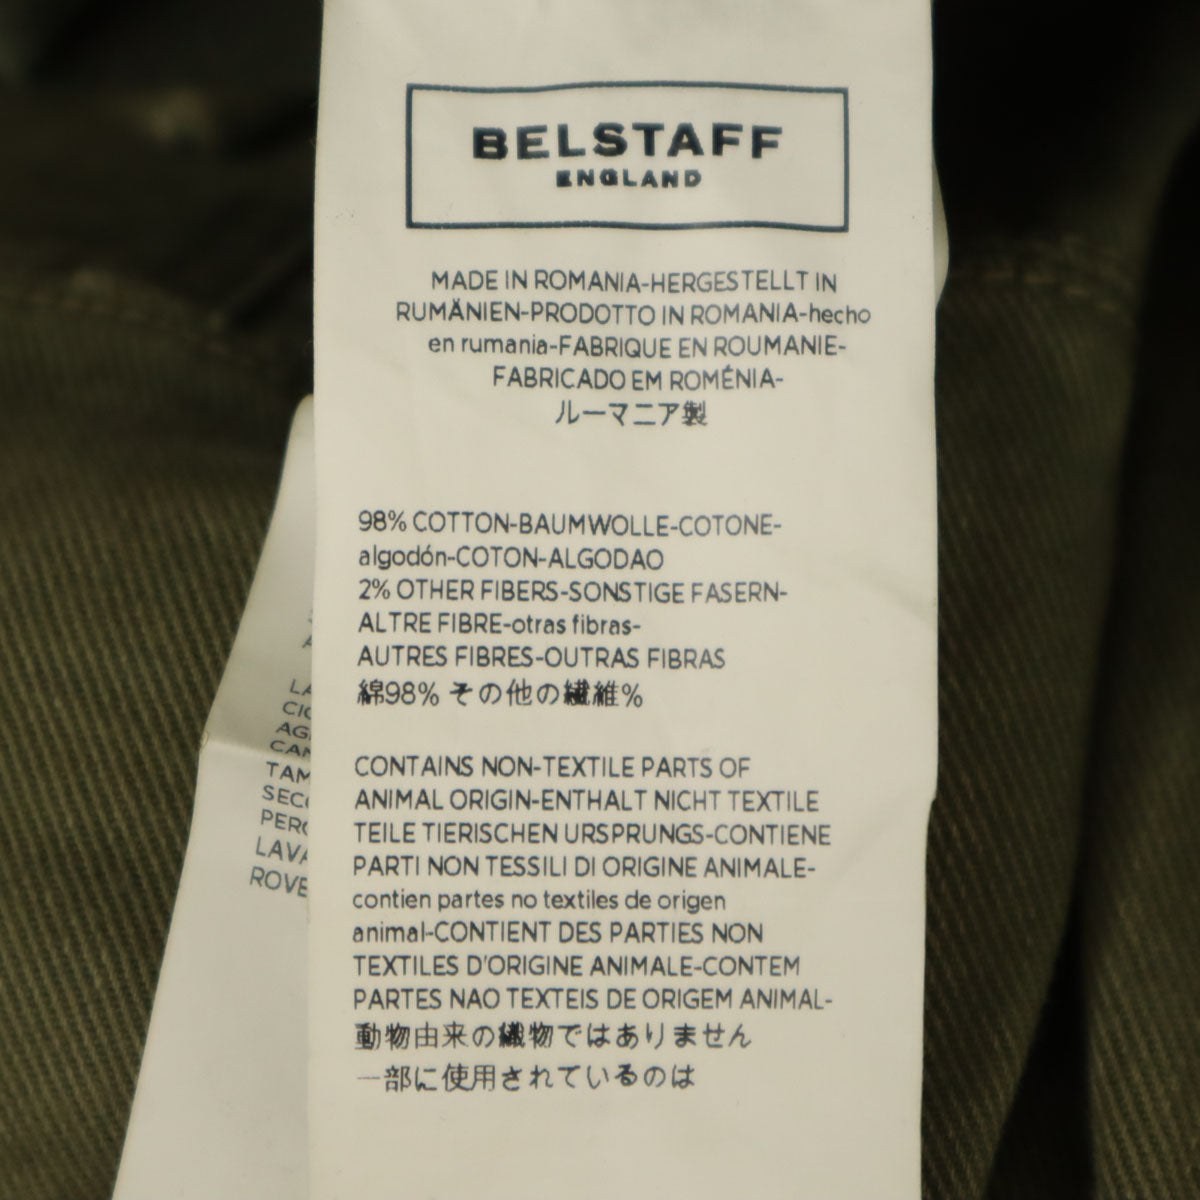 BELSTAFF
ENGLAND
MADE IN ROMANIA-HERGESTELLT IN
RUMÄNIEN-PRODOTTO IN ROMANIA-hecho
en rumania-FABRIQUE EN ROUMANIE-
FABRICADO EM ROMÉNIA-
ルーマニア製
98% COTTON-BAUMWOLLE-COTONE-
algodón-COTON-ALGODAO
2% OTHER FIBERS-SONSTIGE FASERN-
ALTRE FIBRE-otras fibras-
AUTRES FIBRES-OUTRAS FIBRAS
綿98% その他の繊維%
CONTAINS NON-TEXTILE PARTS OF
ANIMAL ORIGIN-ENTHALT NICHT TEXTILE
TEILE TIERISCHEN URSPRUNGS-CONTIENE
PARTI NON TESSILI DI ORIGINE ANIMALE-
contien partes no textiles de origen
animal-CONTIENT DES PARTIES NON
TEXTILES D'ORIGINE ANIMALE-CONTEM
PARTES NAO TEXTEIS DE ORIGEM ANIMAL-
動物由来の織物ではありません
一部に使用されているのは